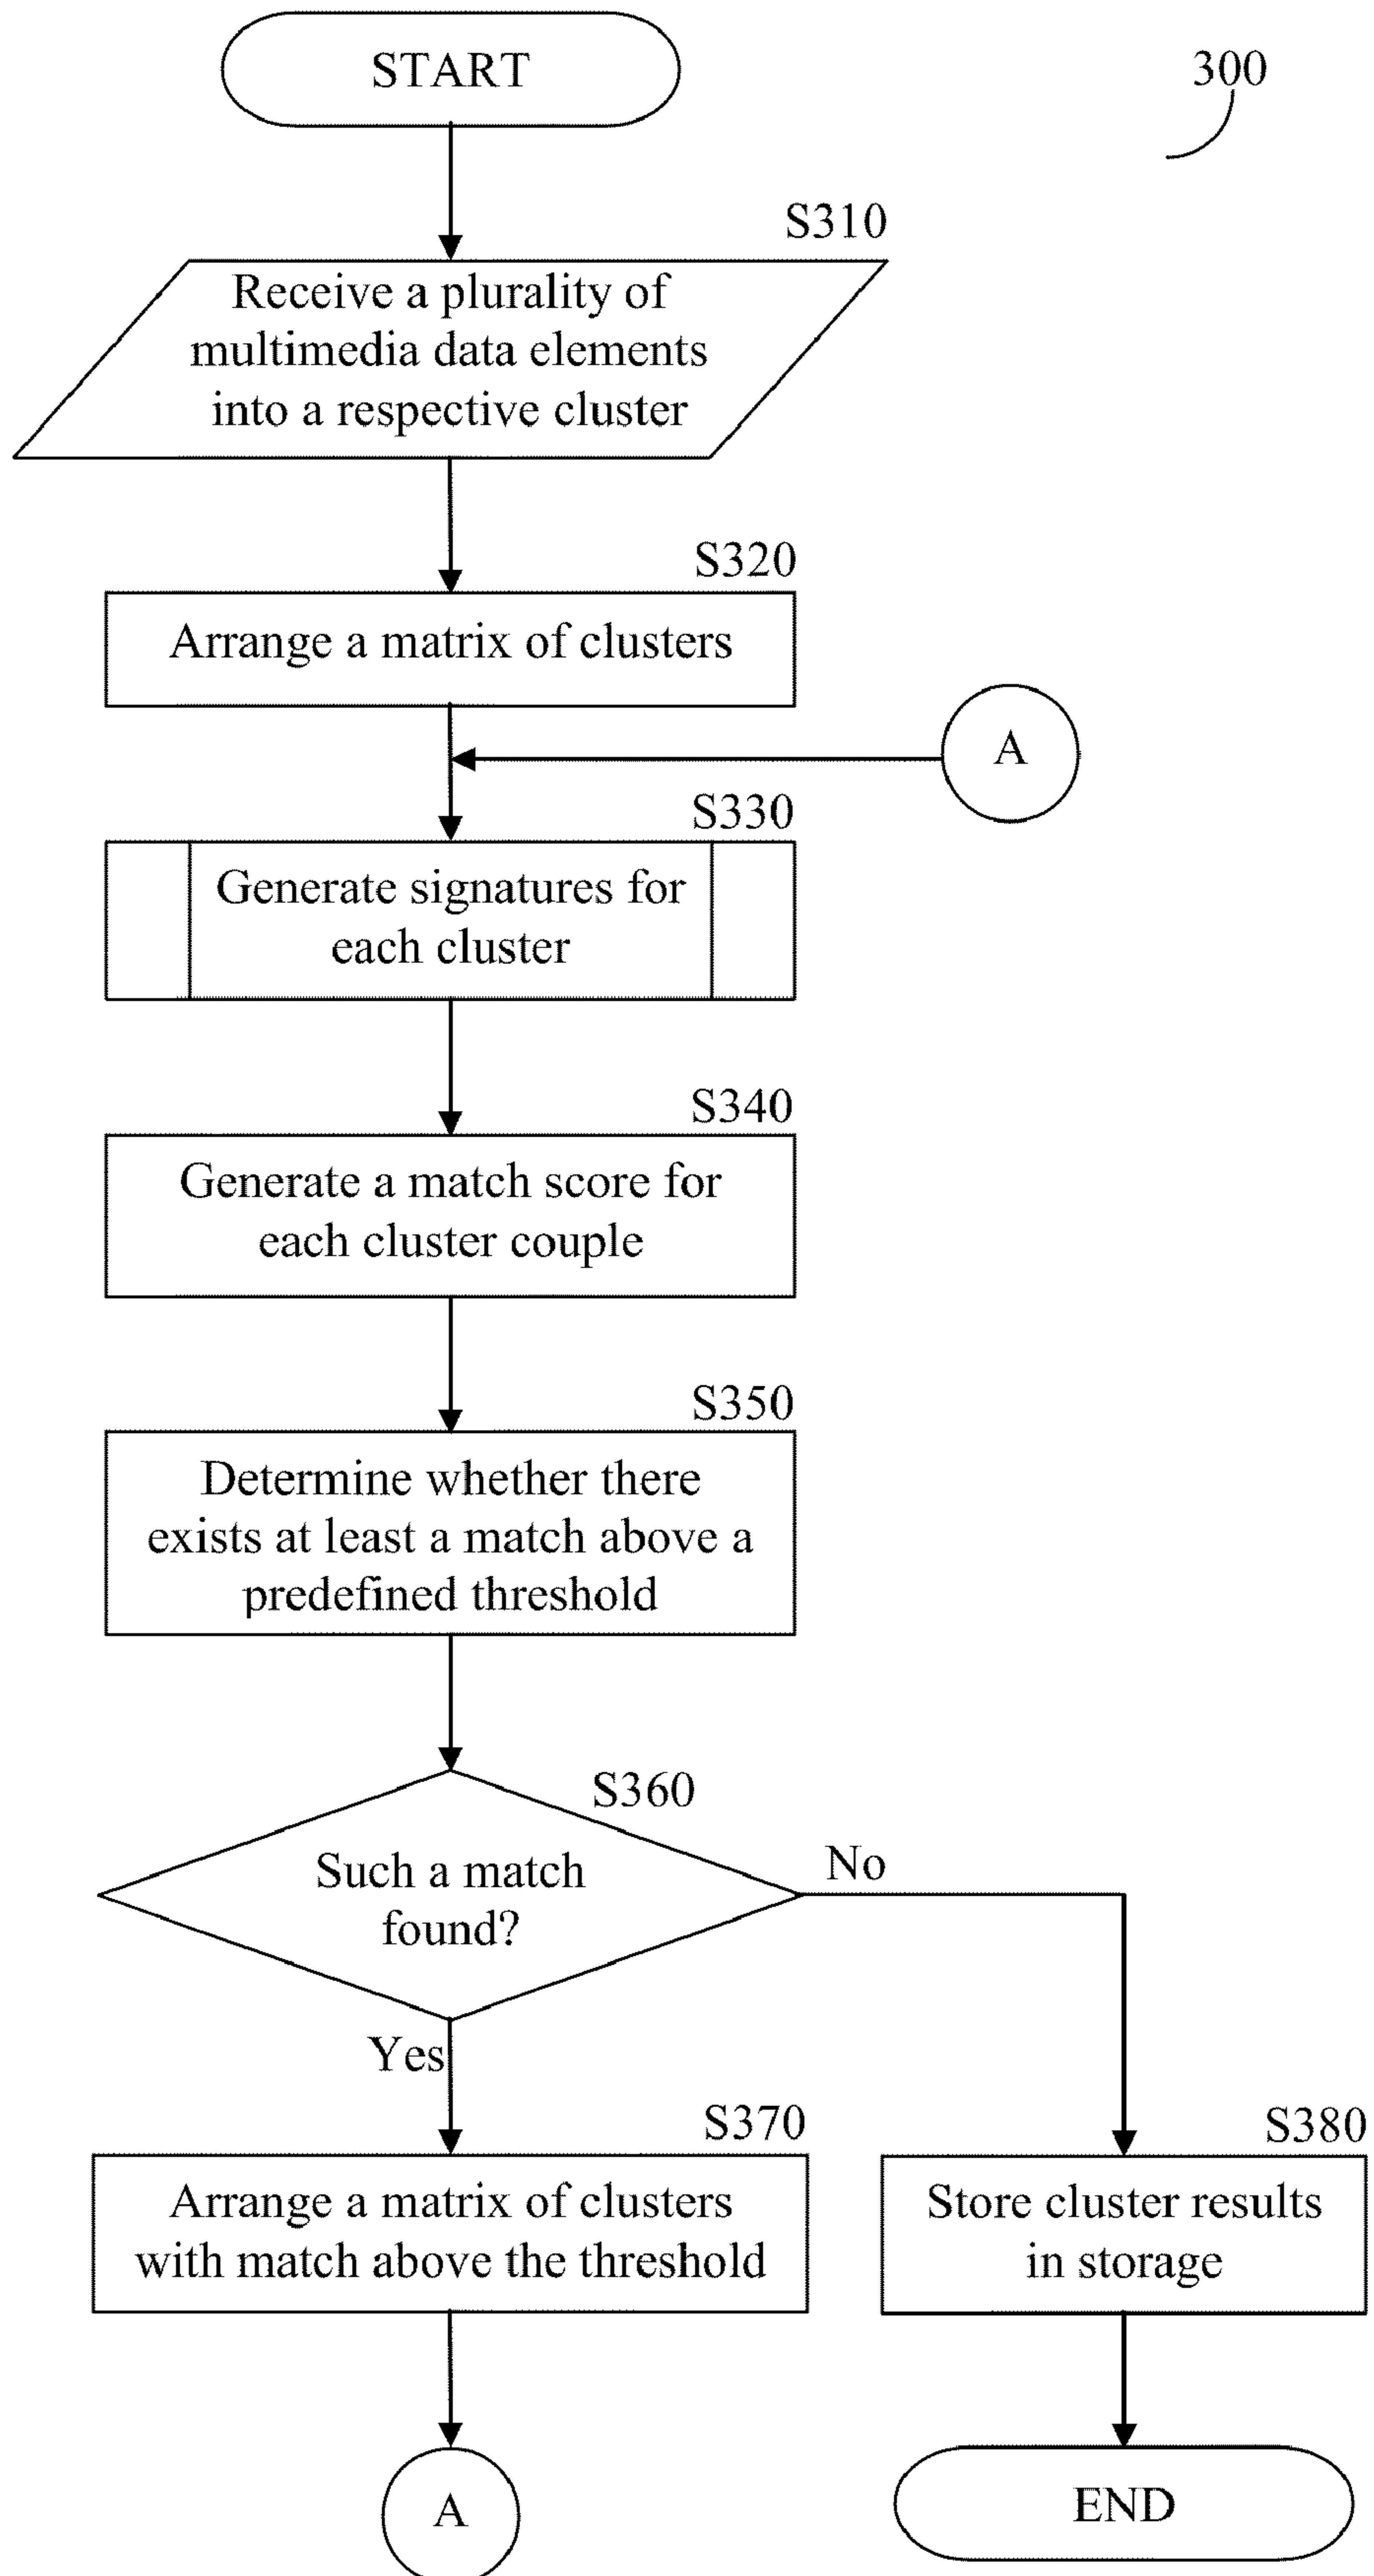 START
300
S310
Receive a plurality of
multimedia data elements
into a respective cluster
S320
Arrange a matrix of clusters
A
S330
Generate signatures for
each cluster
S340
Generate a match score for
each cluster couple
S350
Determine whether there
exists at least a match above a
predefined threshold
S360
Such a match
found?
No
Yes
S370
Arrange a matrix of clusters
with match above the threshold
S380
Store cluster results
in storage
A
END